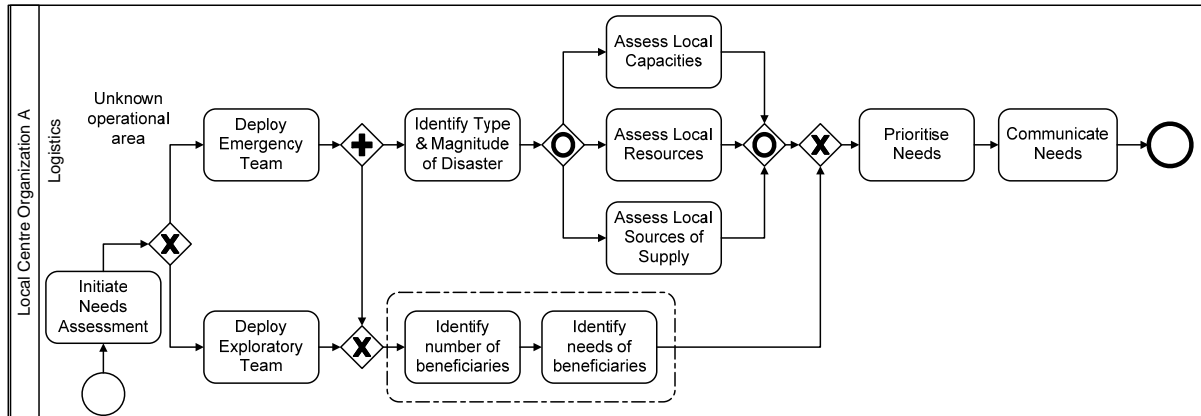 Local Centre Organization A
Logistics
Unknown
operational
area
Initiate
Needs
Assessment
Deploy
Emergency
Team
Deploy
Exploratory
Team
Identify Type
& Magnitude
of Disaster
Assess Local
Capacities
Assess Local
Resources
Assess Local
Sources of
Supply
Identify
number of
beneficiaries
Identify
needs of
beneficiaries
Prioritise
Needs
Communicate
Needs